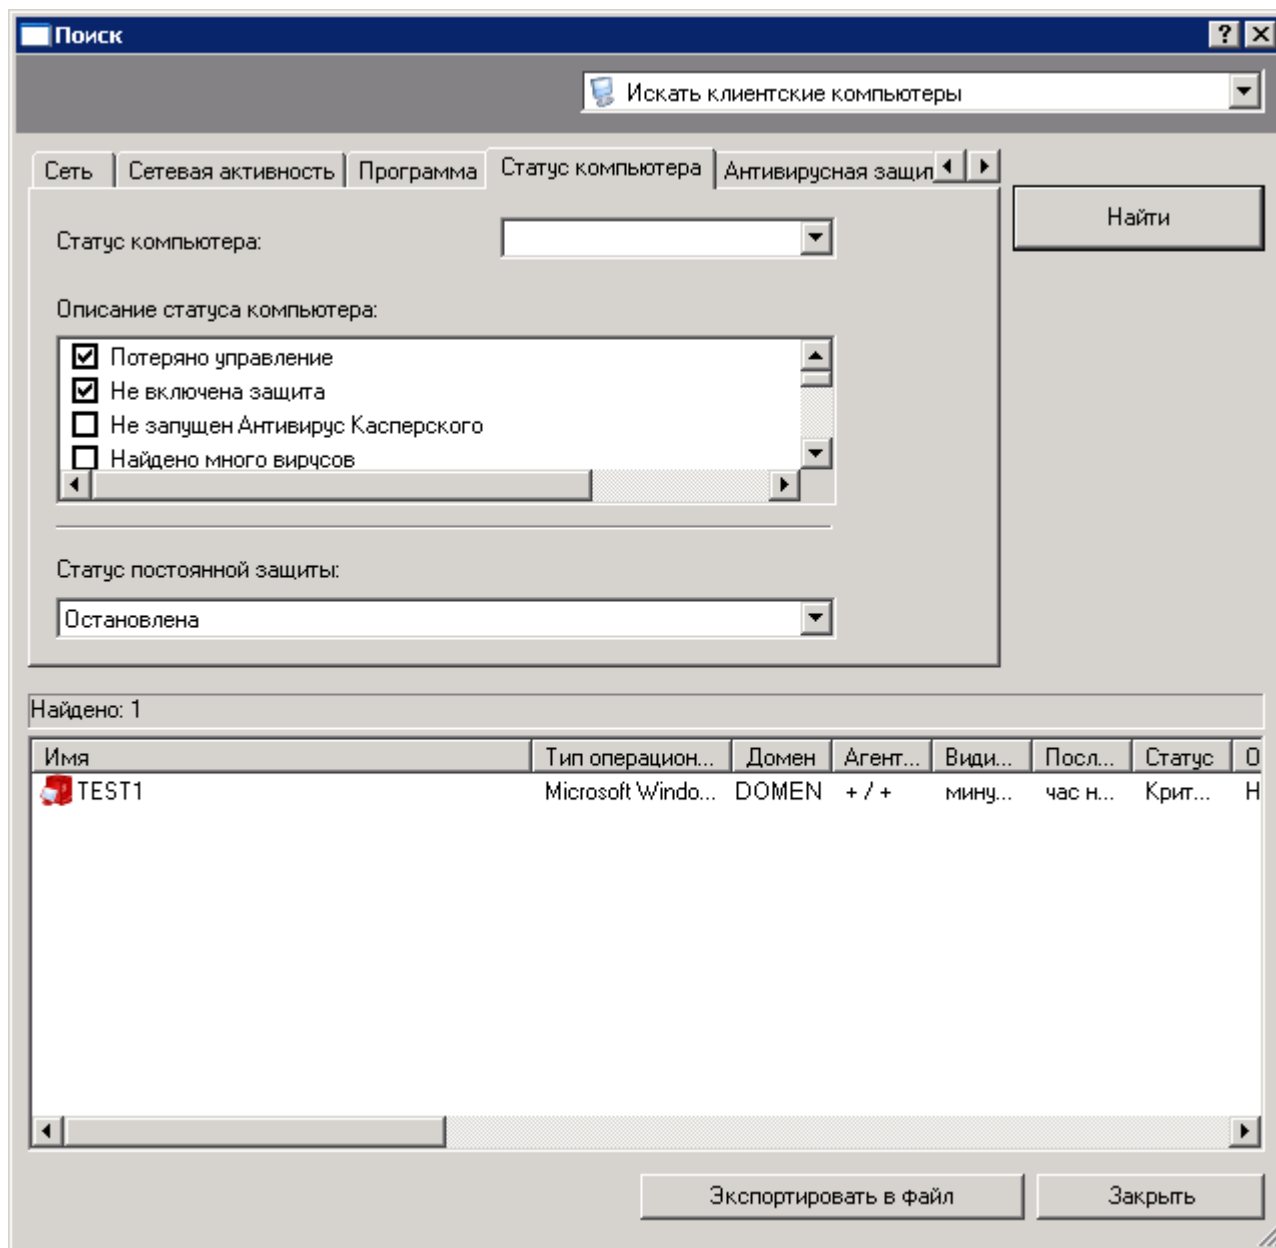 Поиск
Искать клиентские компьютеры
Сеть Сетевая активность Программа Статус компьютера Антивирусная защит
Найти
Статус компьютера:
Описание статуса компьютера:
Потеряно управление
Не включена защита
Не запущен Антивирус Касперского
Найдено много вирусов
Статус постоянной защиты:
Остановлена
Найдено: 1
Имя Тип операцион... Домен Агент... Види... Посл... Статус О
TEST1 Microsoft Windo... DOMEN + / + мину... час н... Крит... Н
Экспортировать в файл Закрыть